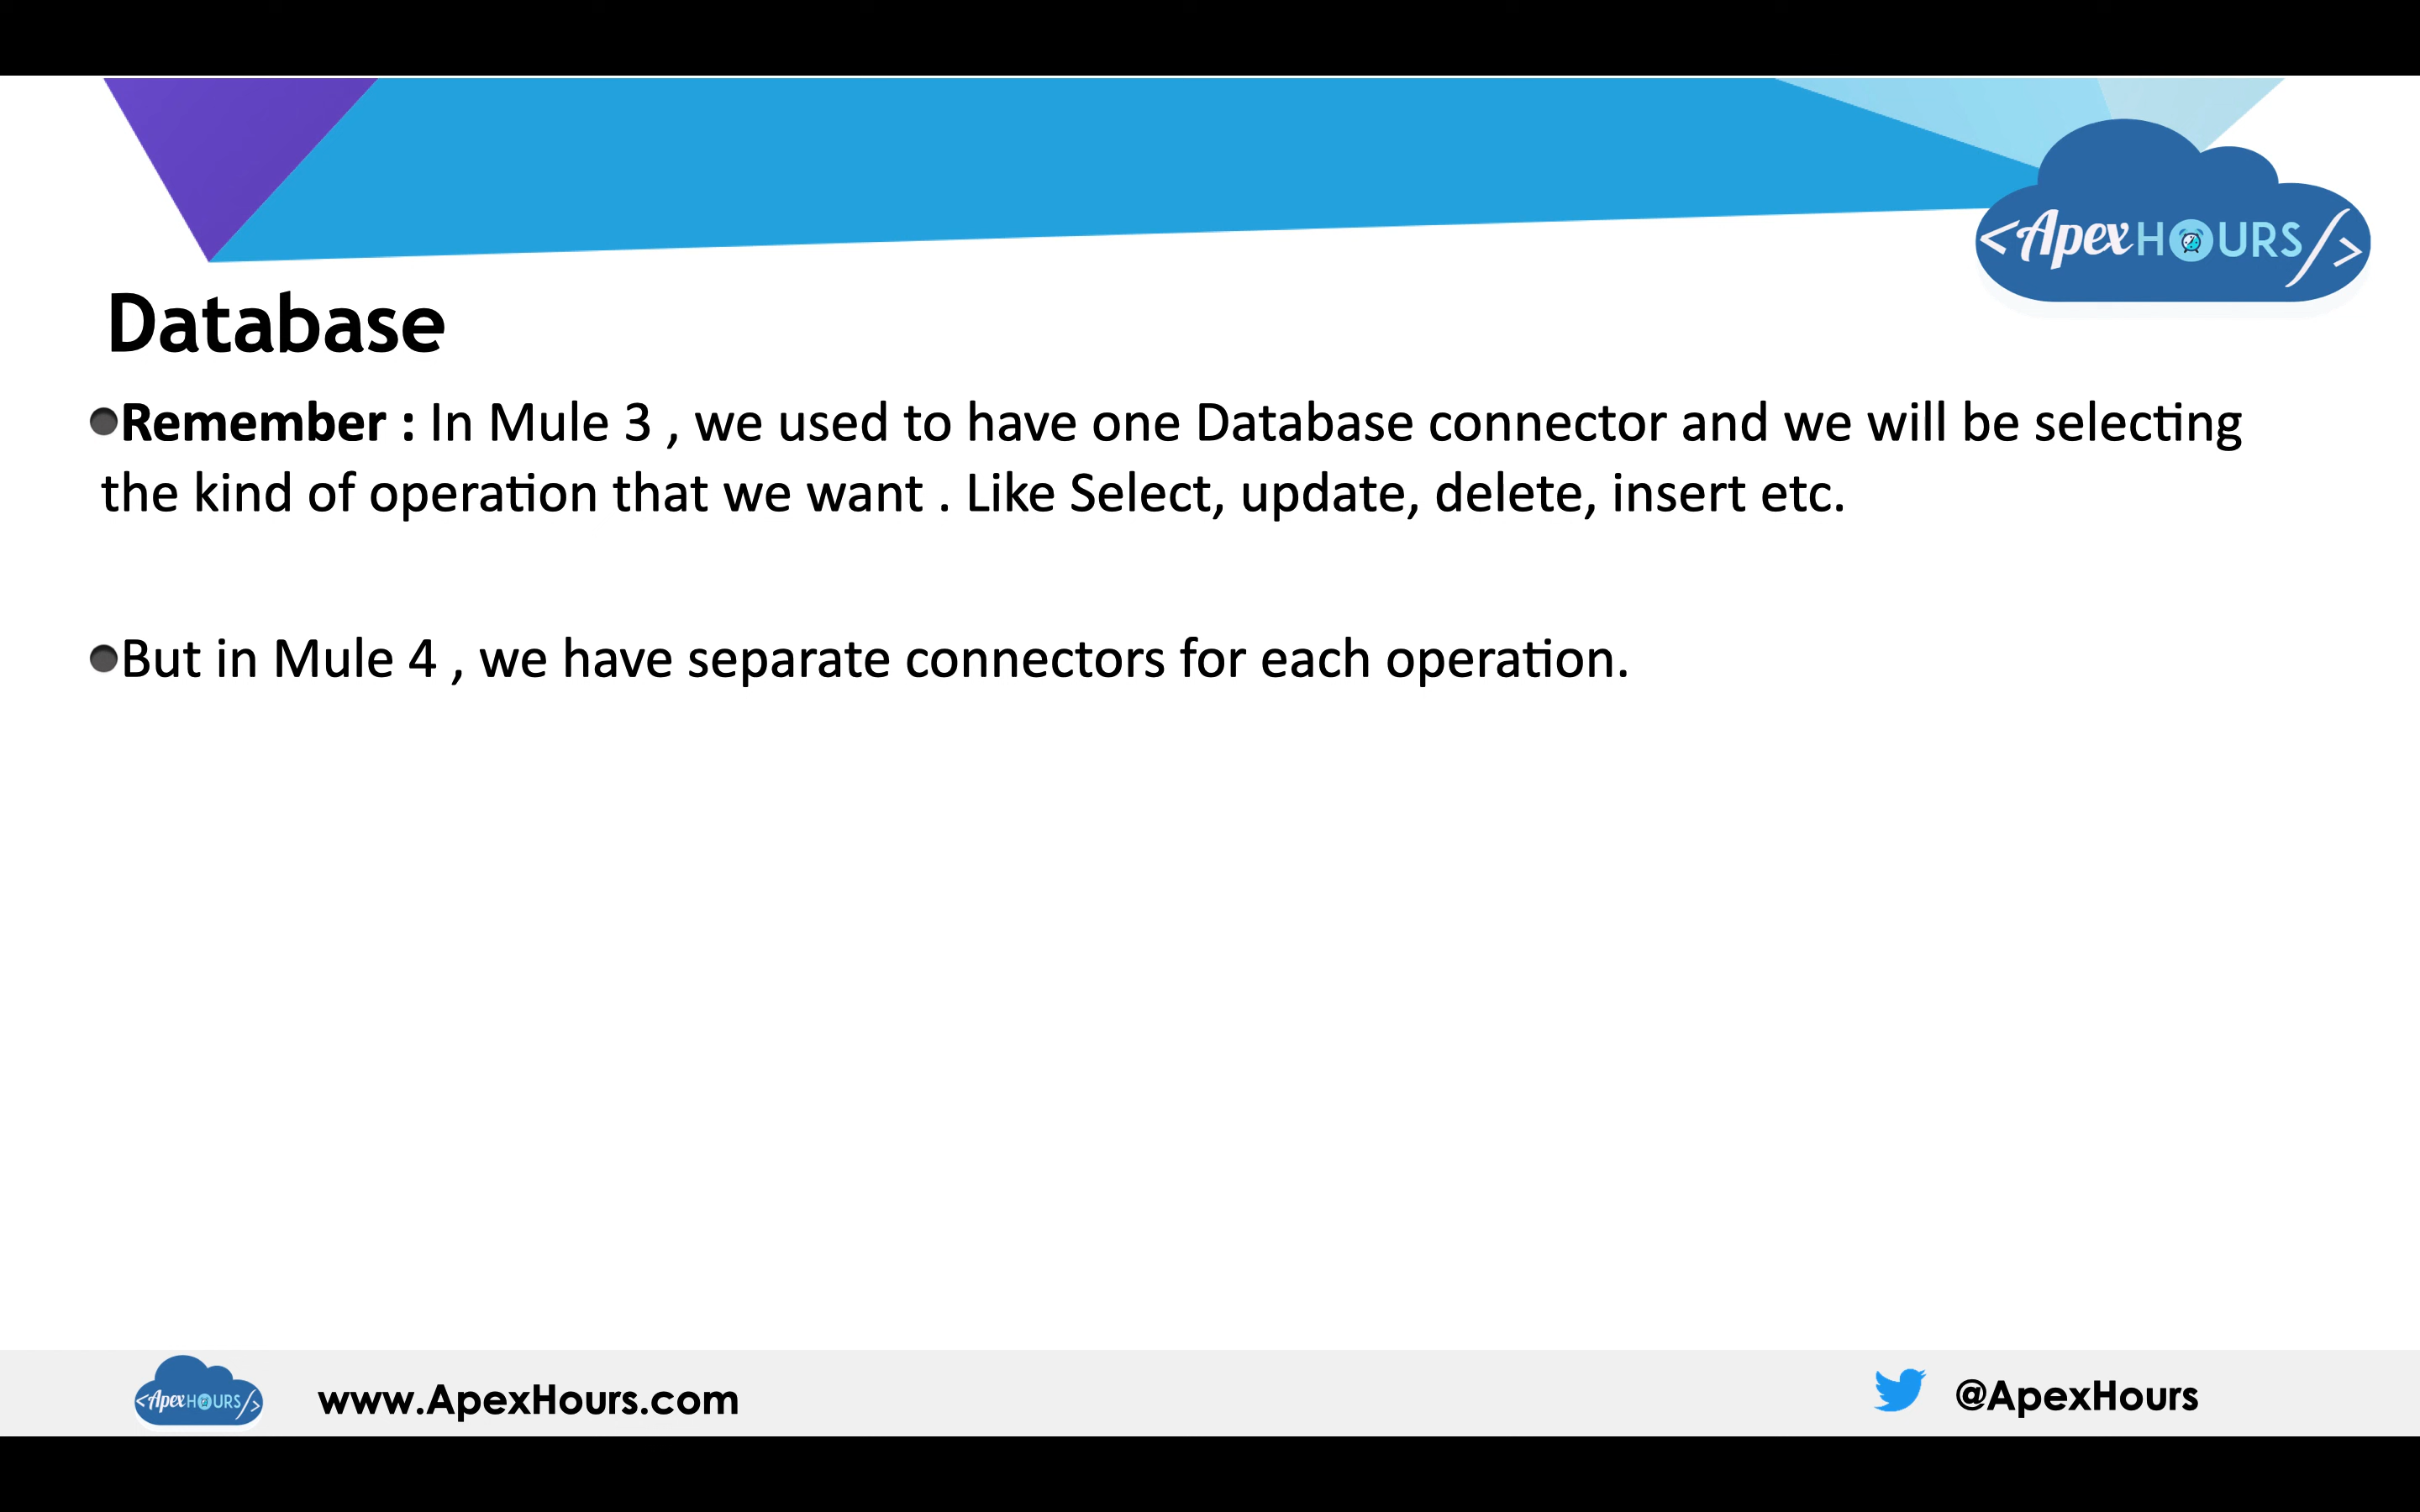 <ApexHOURS/>
Database
Remember : In Mule 3 , we used to have one Database connector and we will be selecting
the kind of operation that we want . Like Select, update, delete, insert etc.
But in Mule 4 , we have separate connectors for each operation.
<ApexHOURS/>
www.ApexHours.com
@ApexHours